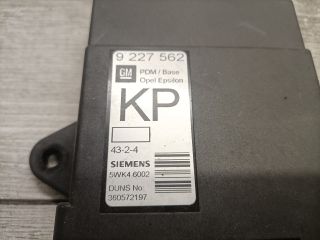 9 227 562
GM
PDM / Base
Opel Epsilon
KP
43-2-4
SIEMENS
5WK4 6002
DUNS No:
360572197